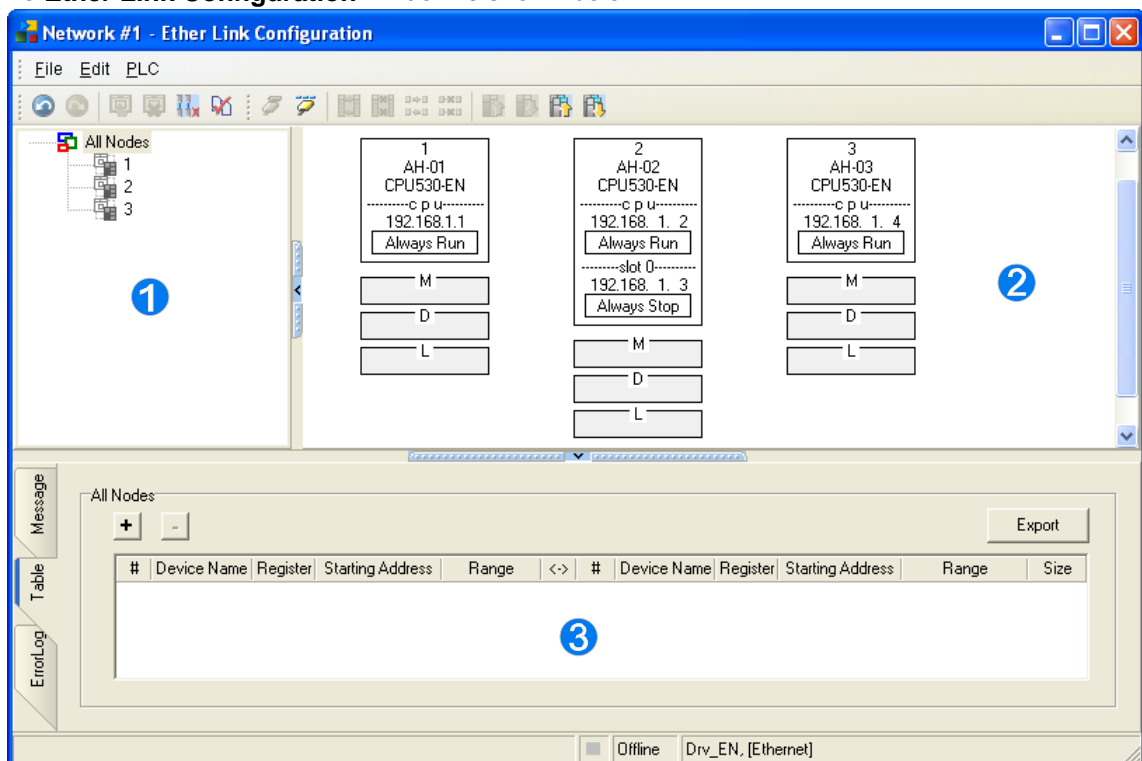 Ether Link Configuration
Network #1 - Ether Link Configuration
File Edit PLC
All Nodes
1
2
3
1
1
AH-01
CPU530-EN
c p u
192.168.1.1
Always Run
M
D
L
2
AH-02
CPU530-EN
c p u
192.168. 1. 2
Always Run
slot 0
192.168. 1. 3
Always Stop
M
D
L
3
AH-03
CPU530-EN
c p u
192.168. 1. 4
Always Run
M
D
L
2
Message
Table
ErrorLog
All Nodes
+ -
Export
# Device Name Register Starting Address Range <-> # Device Name Register Starting Address Range Size
3
Offline Drv_EN, [Ethernet]